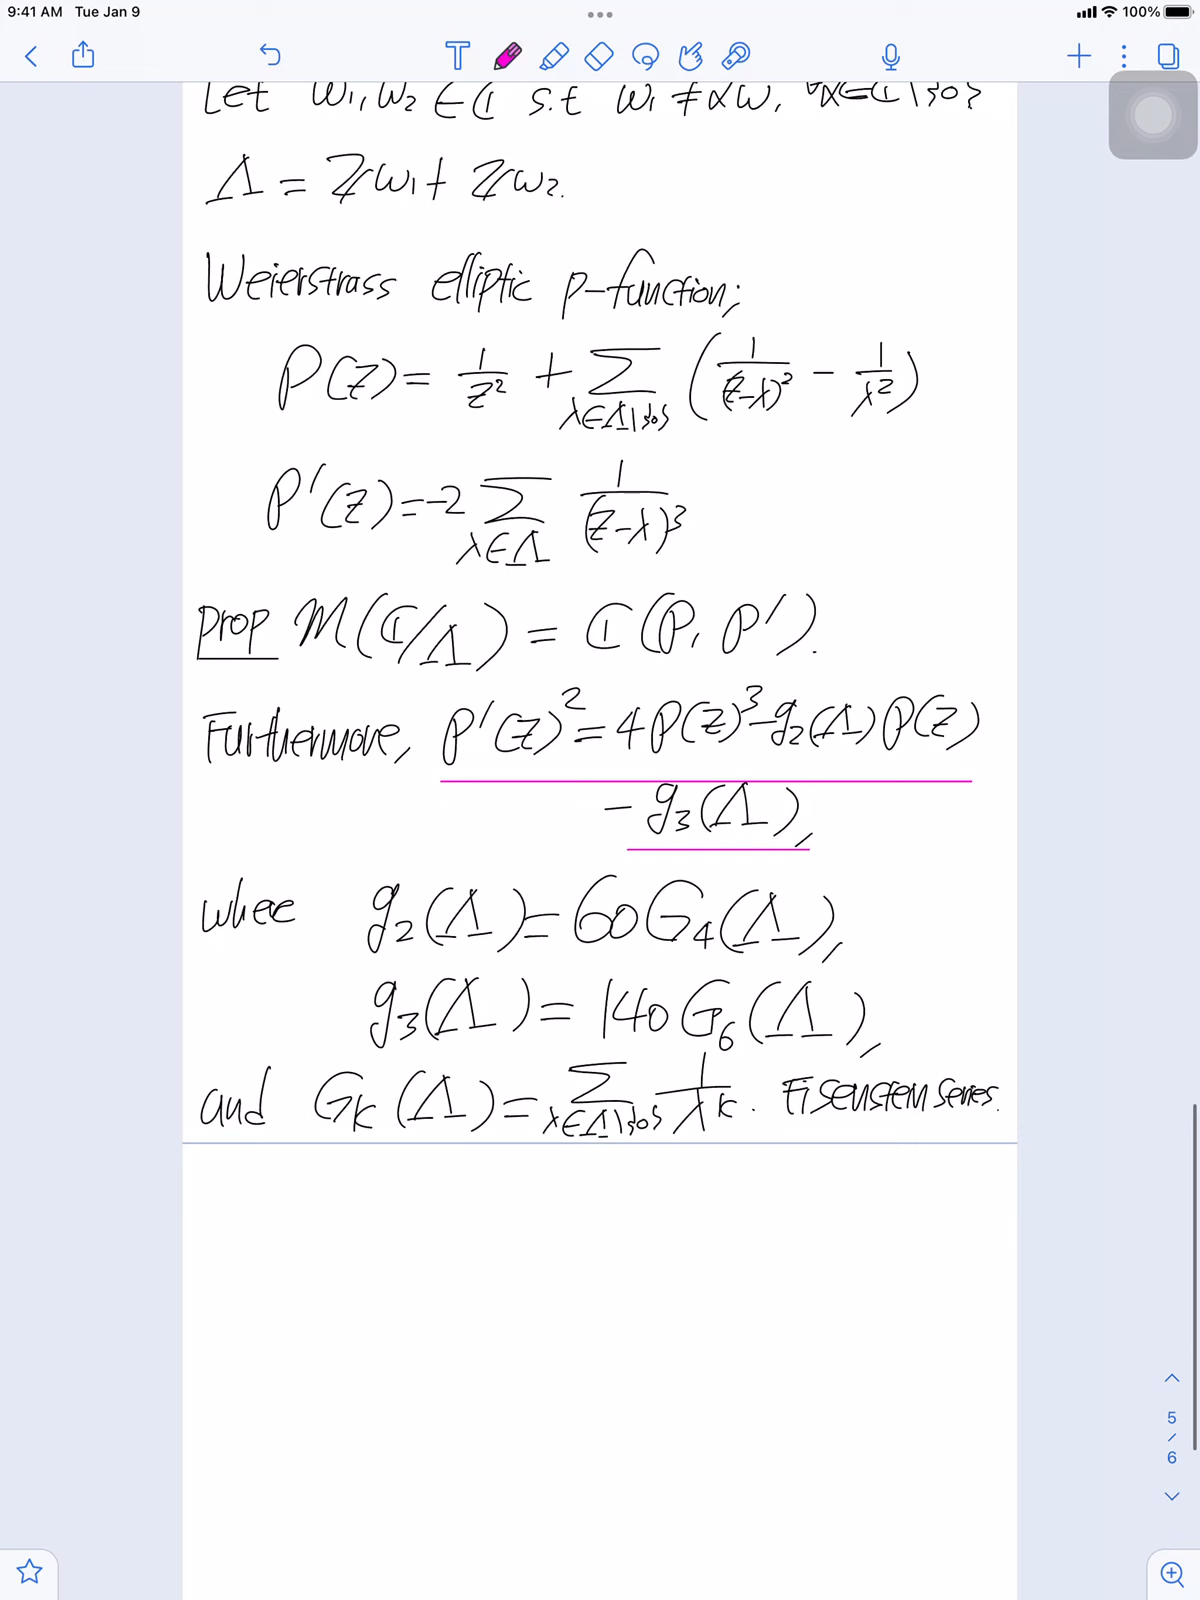 9:41 AM Tue Jan 9
100%
Let ω₁, ω₂ ∈ ℂ s.t ω₁ ≠ αω, ∀α∈ℂ\{0}
Λ = ℤω₁ + ℤω₂.
Weierstrass elliptic p-function;
℘(z) = 1/z² + Σ_{λ∈Λ\{0}} (1/(z-λ)² - 1/λ²)
℘'(z) = -2 Σ_{λ∈Λ} 1/(z-λ)³
Prop M(ℂ/Λ) = ℂ(℘, ℘').
Furthermore, ℘'(z)² = 4℘(z)³ - g₂(Λ)℘(z)
- g₃(Λ),
where g₂(Λ) = 60G₄(Λ),
g₃(Λ) = 140G₆(Λ),
and G_k(Λ) = Σ_{λ∈Λ\{0}} 1/λ^k. Eisenstein series.
5
/
6